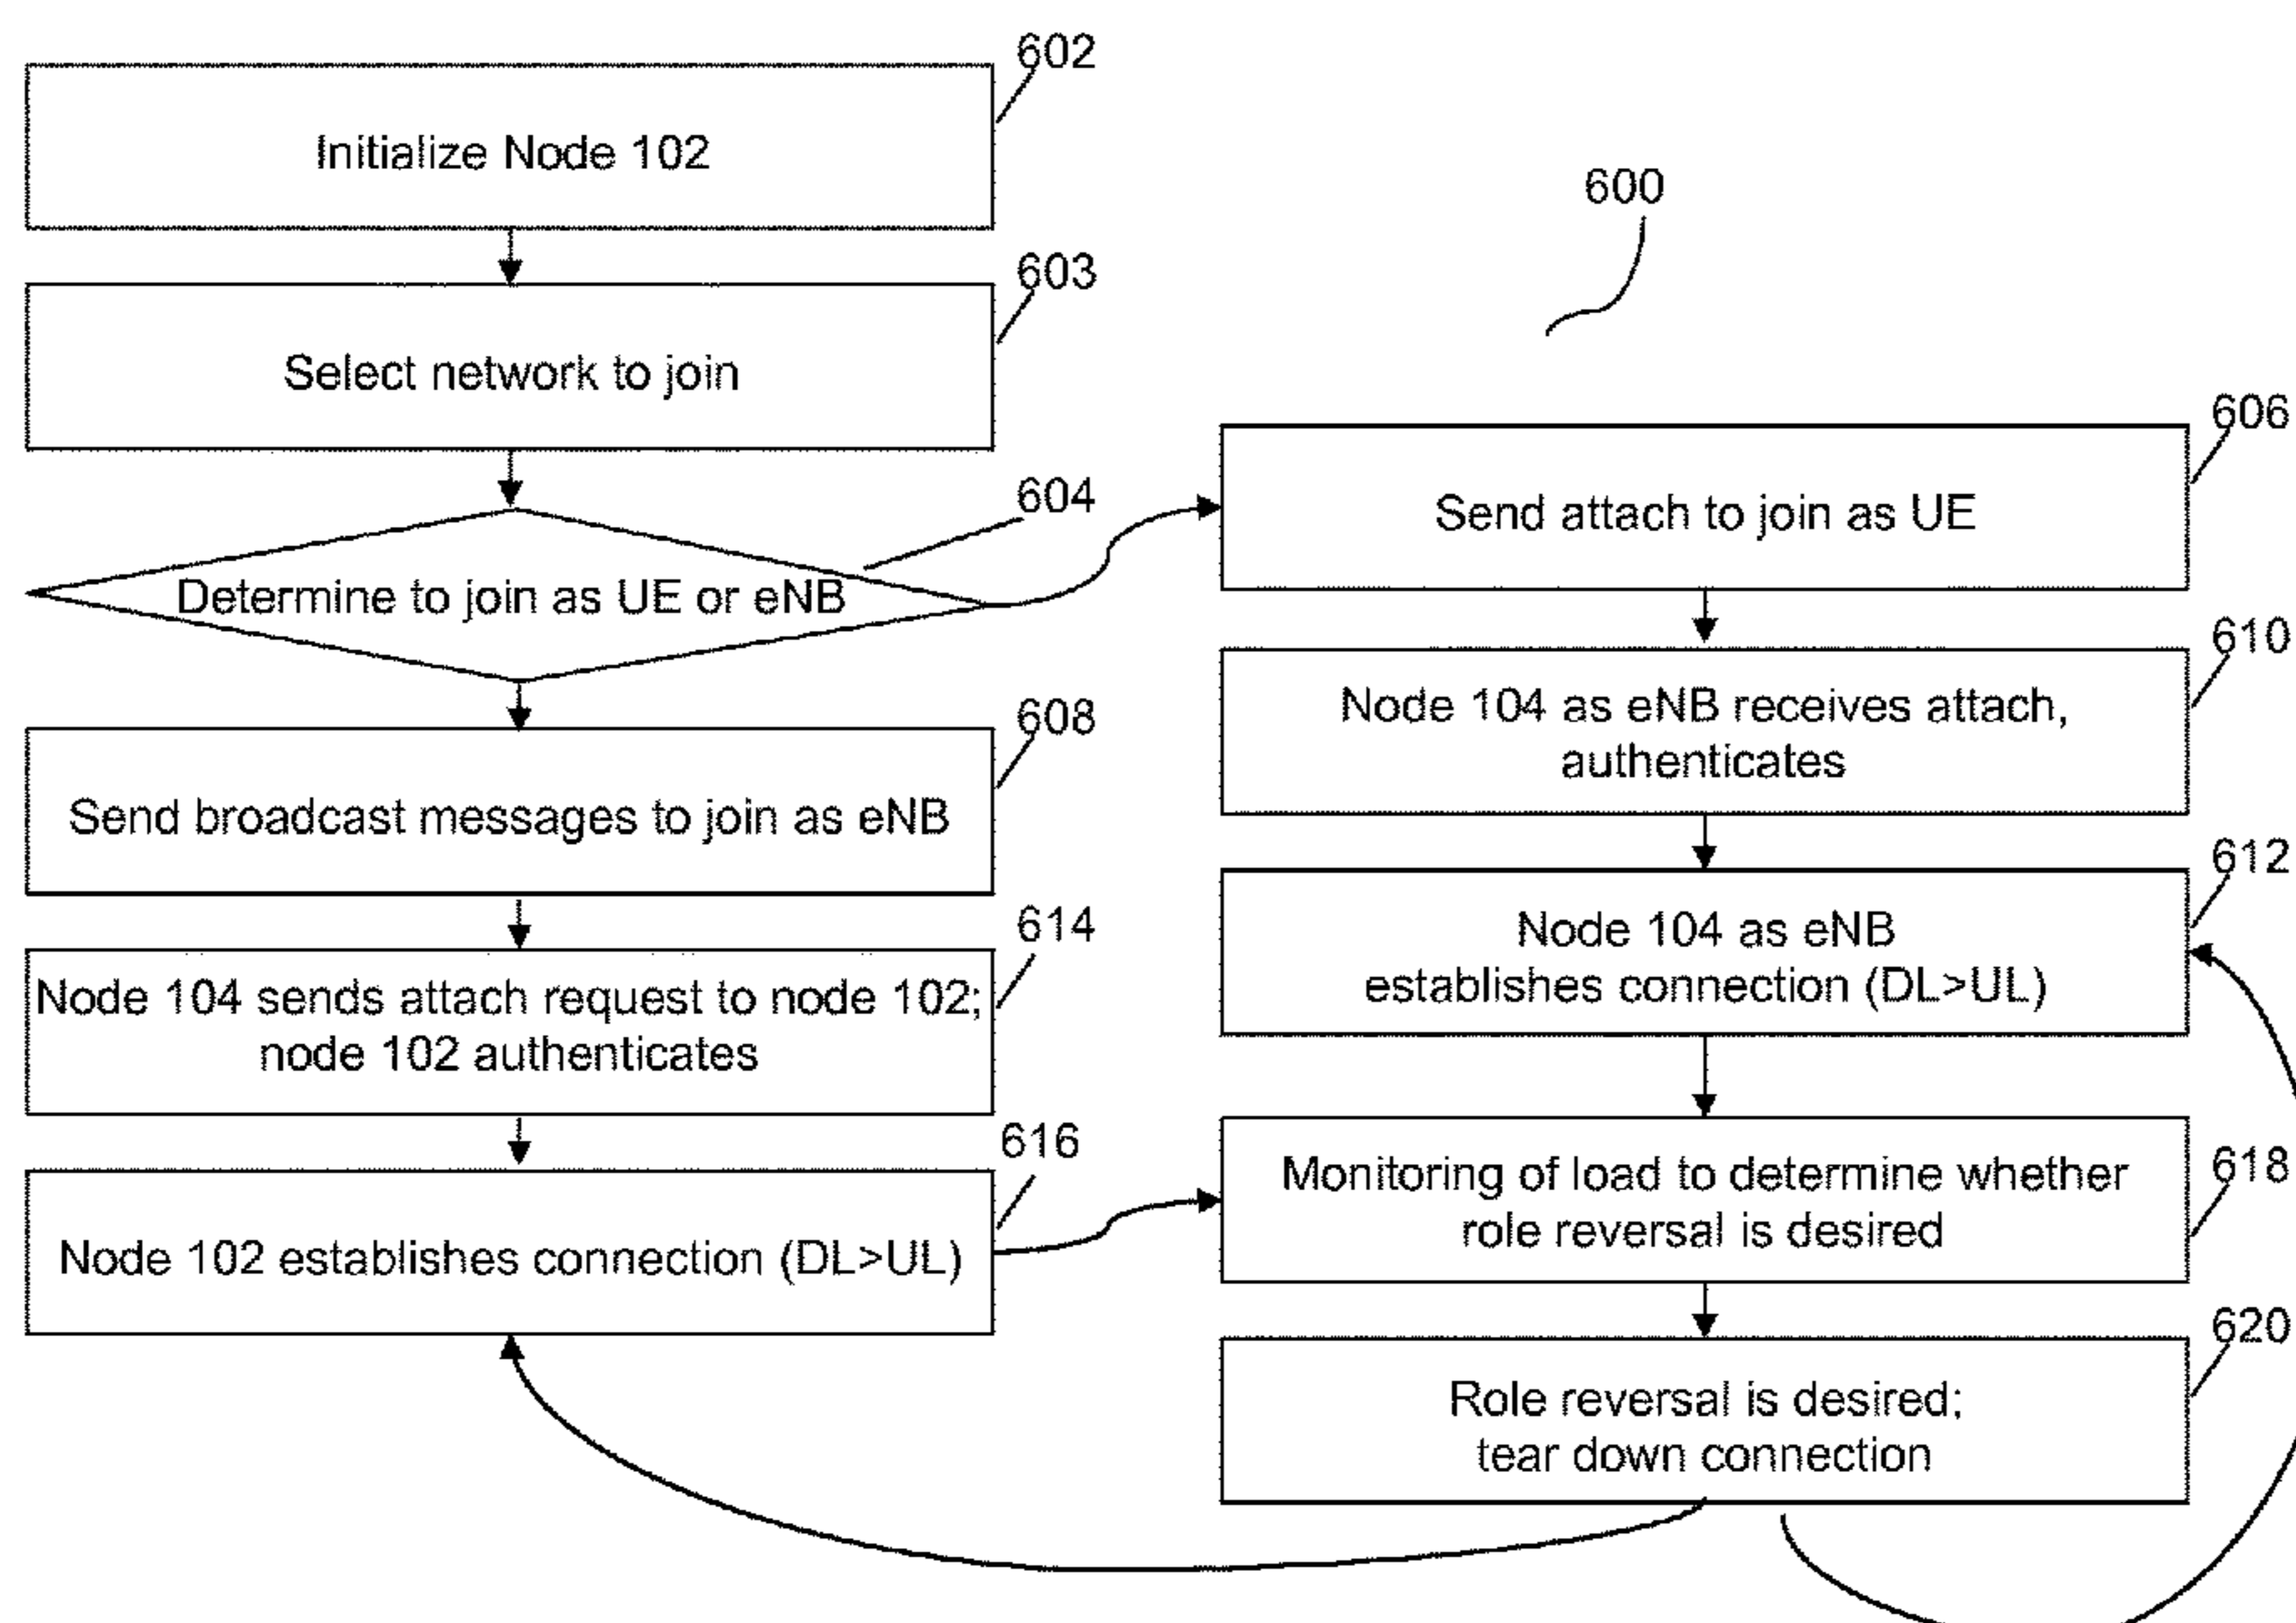 602
Initialize Node 102
600
603
Select network to join
604
Determine to join as UE or eNB
606
Send attach to join as UE
608
Send broadcast messages to join as eNB
610
Node 104 as eNB receives attach,
authenticates
614
Node 104 sends attach request to node 102;
node 102 authenticates
612
Node 104 as eNB
establishes connection (DL>UL)
616
Node 102 establishes connection (DL>UL)
618
Monitoring of load to determine whether
role reversal is desired
620
Role reversal is desired;
tear down connection